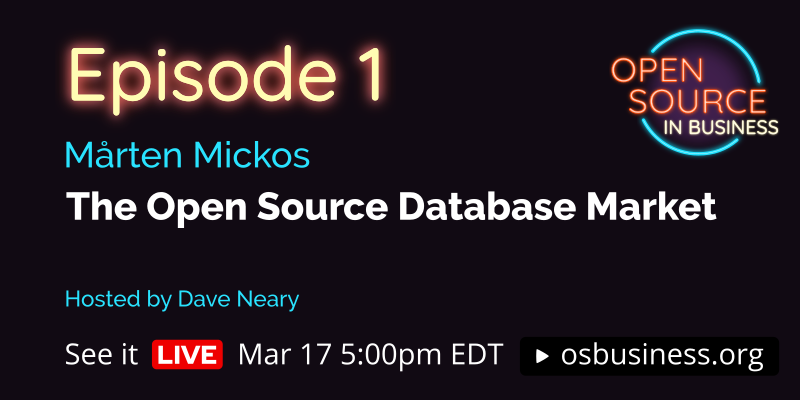 Episode 1
OPEN
SOURCE
IN BUSINESS
Mårten Mickos
The Open Source Database Market
Hosted by Dave Neary
See it LIVE Mar 17 5:00pm EDT osbusiness.org